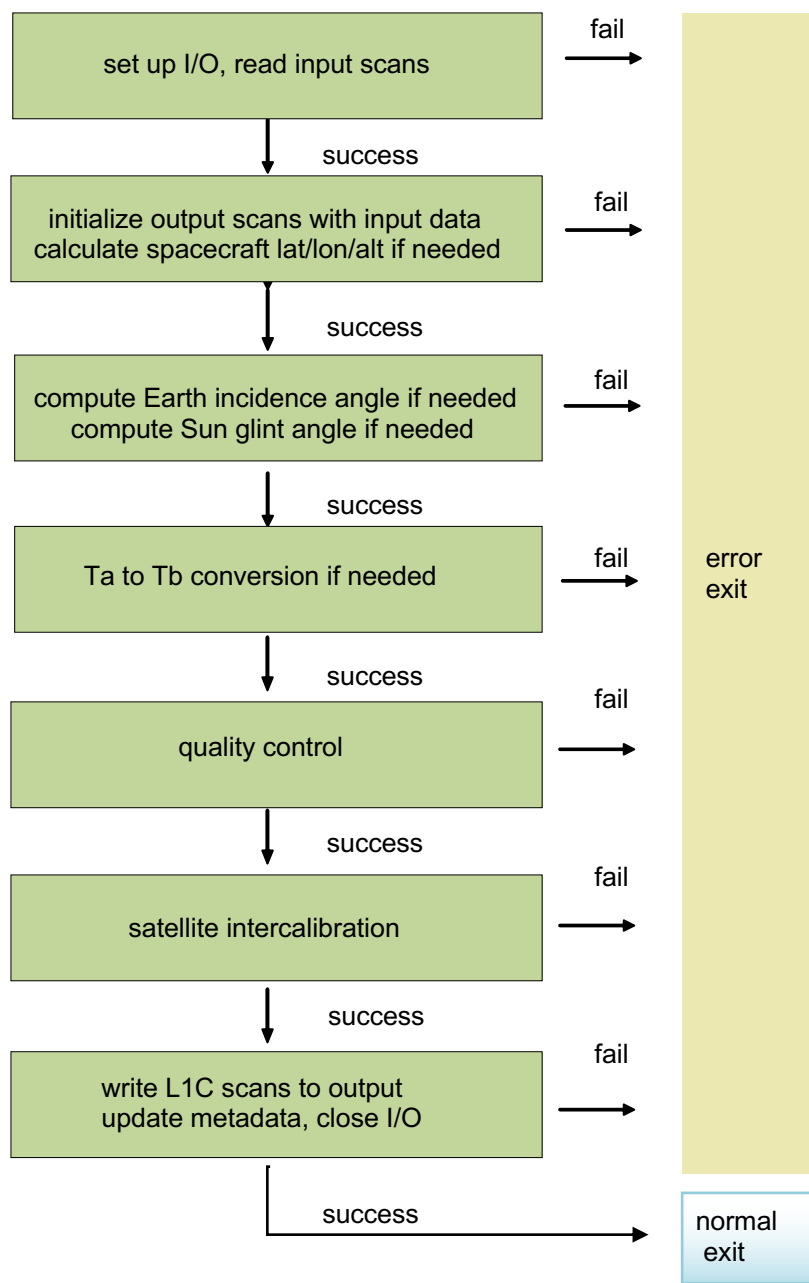 set up I/O, read input scans
fail
success
initialize output scans with input data
calculate spacecraft lat/lon/alt if needed
fail
success
compute Earth incidence angle if needed
compute Sun glint angle if needed
fail
success
Ta to Tb conversion if needed
fail
error
exit
success
quality control
fail
success
satellite intercalibration
fail
success
write L1C scans to output
update metadata, close I/O
fail
success
normal
exit